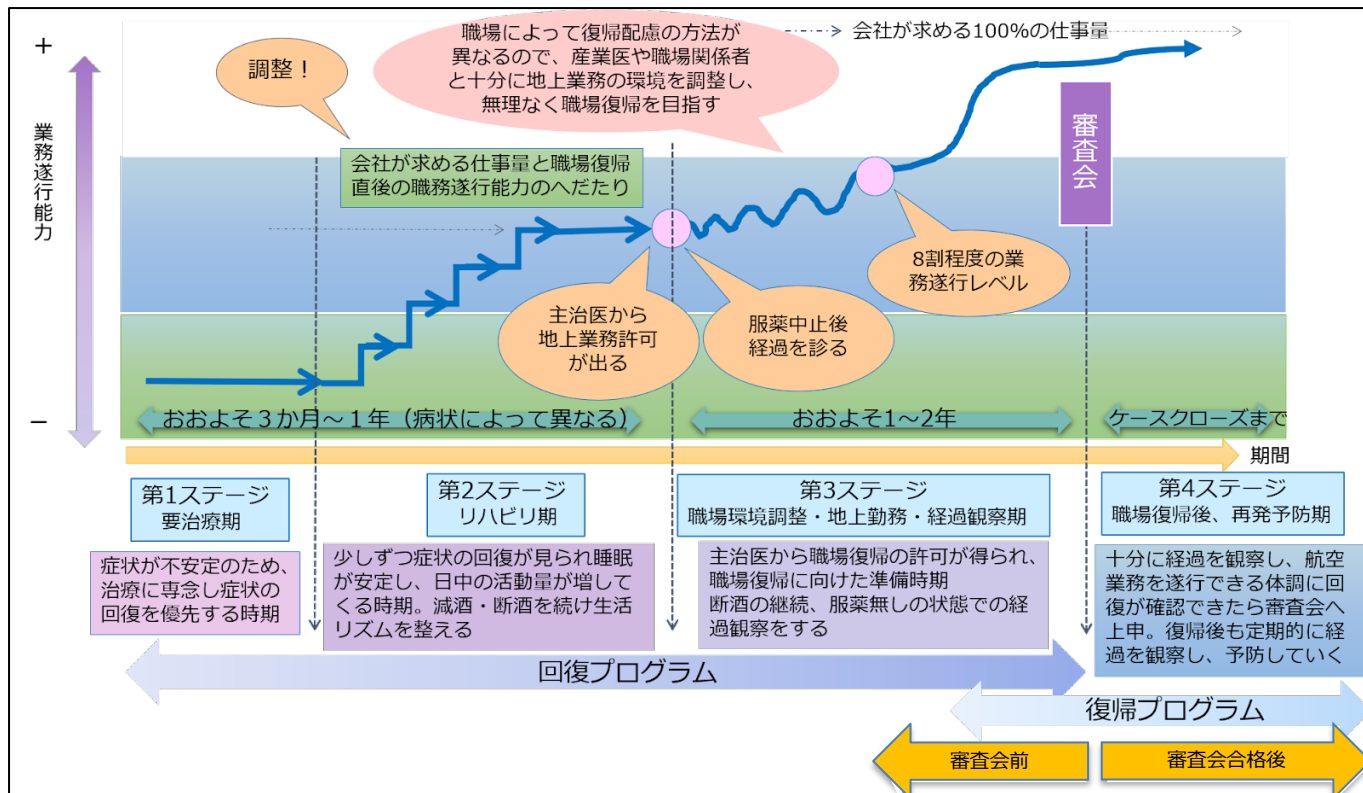 職場によって復帰配慮の方法が
異なるので、産業医や職場関係者
と十分に地上業務の環境を調整し、
無理なく職場復帰を目指す
会社が求める100%の仕事量
調整！
＋
業務遂行能力
－
会社が求める仕事量と職場復帰
直後の職務遂行能力のへだたり
審査会
8割程度の業
務遂行レベル
主治医から
地上業務許可
が出る
服薬中止後
経過を診る
おおよそ３か月～１年（病状によって異なる）
おおよそ1～2年
ケースクローズまで
期間
第1ステージ
要治療期
第2ステージ
リハビリ期
第3ステージ
職場環境調整・地上勤務・経過観察期
第4ステージ
職場復帰後、再発予防期
症状が不安定のため、
治療に専念し症状の
回復を優先する時期
少しずつ症状の回復が見られ睡眠
が安定し、日中の活動量が増して
くる時期。減酒・断酒を続け生活
リズムを整える
主治医から職場復帰の許可が得られ、
職場復帰に向けた準備時期
断酒の継続、服薬無しの状態での経
過観察をする
十分に経過を観察し、航空
業務を遂行できる体調に回
復が確認できたら審査会へ
上申。復帰後も定期的に経
過を観察し、予防していく
回復プログラム
復帰プログラム
審査会前
審査会合格後